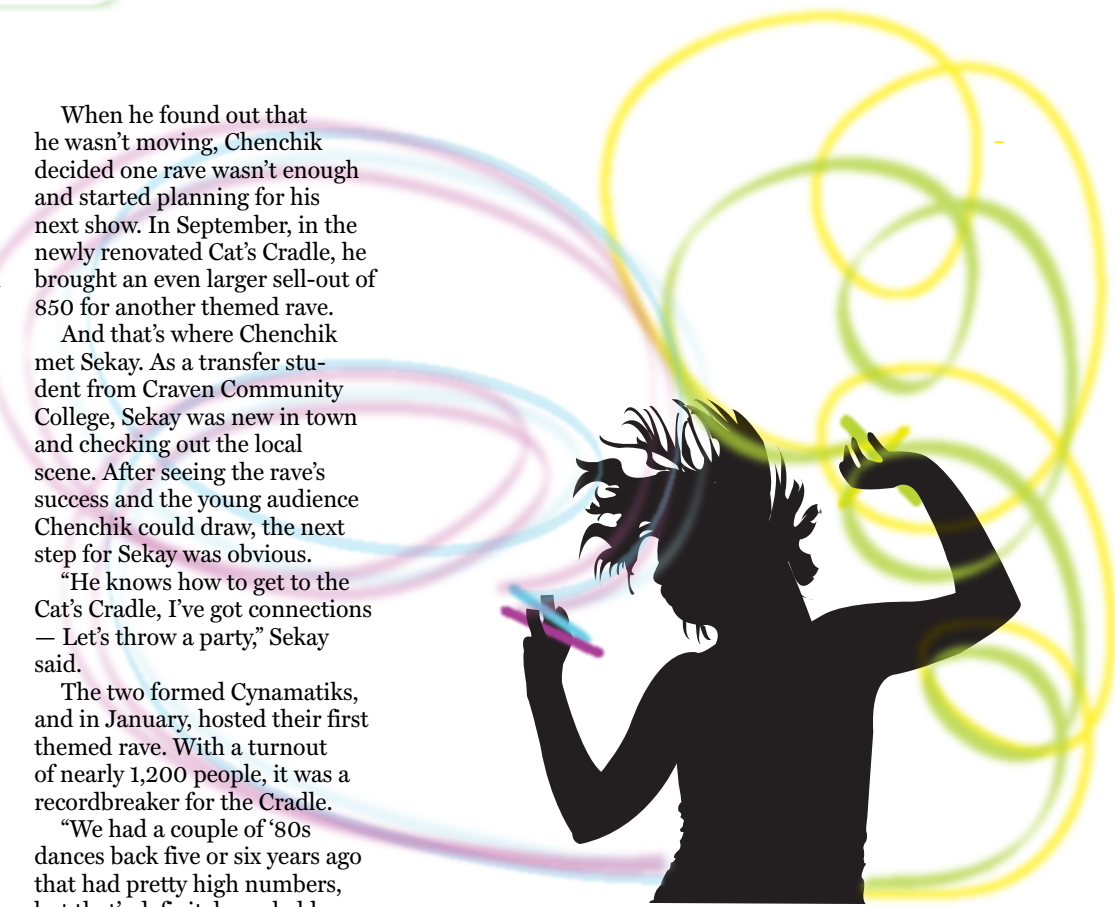 When he found out that
he wasn’t moving, Chenchik
decided one rave wasn’t enough
and started planning for his
next show. In September, in the
newly renovated Cat’s Cradle, he
brought an even larger sell-out of
850 for another themed rave.
And that’s where Chenchik
met Sekay. As a transfer stu-
dent from Craven Community
College, Sekay was new in town
and checking out the local
scene. After seeing the rave’s
success and the young audience
Chenchik could draw, the next
step for Sekay was obvious.
“He knows how to get to the
Cat’s Cradle, I’ve got connections
— Let’s throw a party,” Sekay
said.
The two formed Cynamatiks,
and in January, hosted their first
themed rave. With a turnout
of nearly 1,200 people, it was a
recordbreaker for the Cradle.
“We had a couple of ‘80s
dances back five or six years ago
that had pretty high numbers,